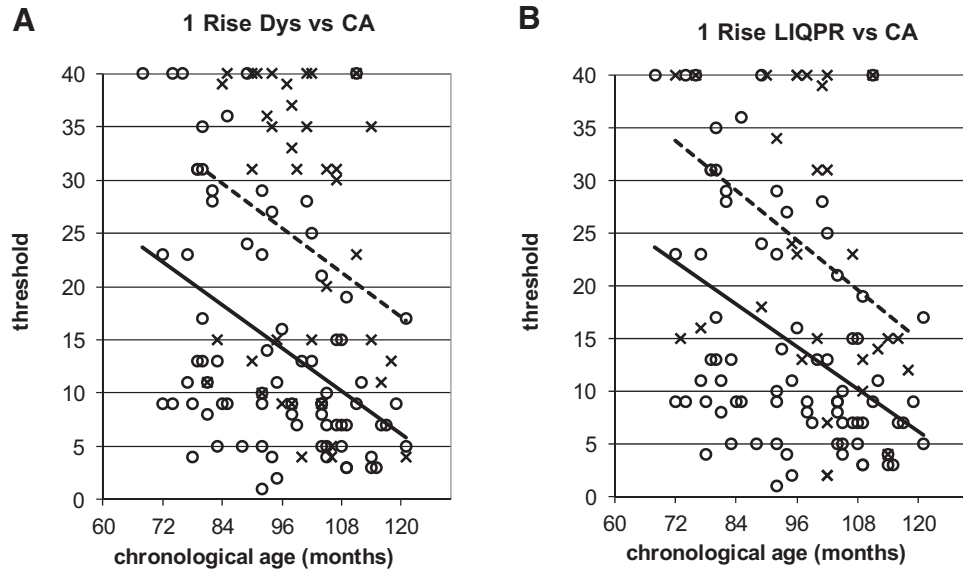 A
1 Rise Dys vs CA
40
35
30
25
20
15
10
5
0
threshold
60 72 84 96 108 120
chronological age (months)
B
1 Rise LIQPR vs CA
40
35
30
25
20
15
10
5
0
threshold
60 72 84 96 108 120
chronological age (months)